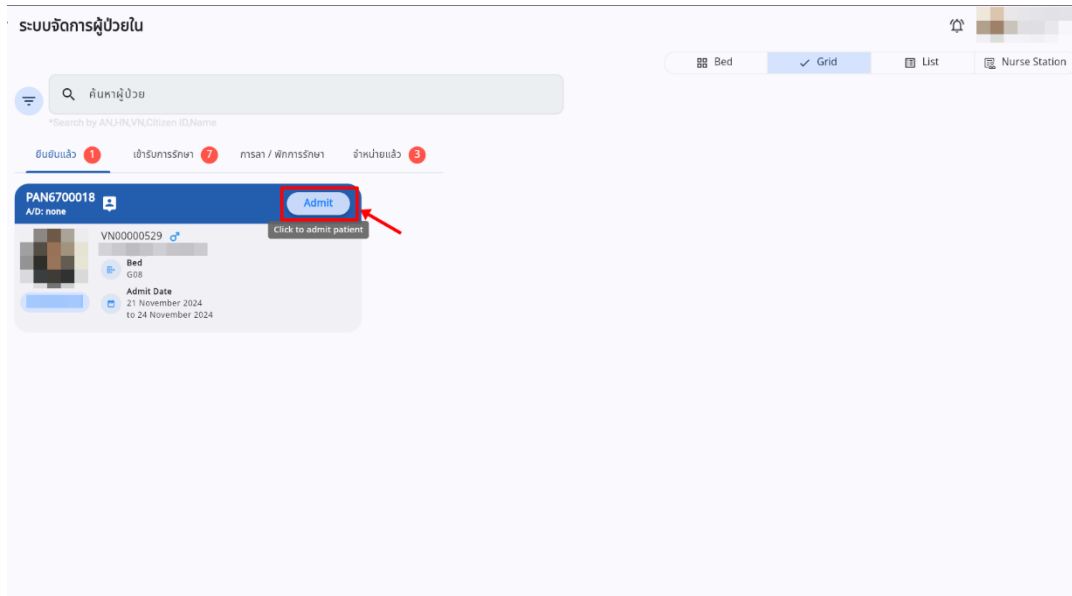 ระบบจัดการผู้ป่วยใน
Bed
Grid
List
Nurse Station
ค้นหาผู้ป่วย
*Search by AN,HN,VN,Citizen ID,Name
ยืนยันแล้ว 1
เข้ารับการรักษา 7
การลา / พักการรักษา
จำหน่ายแล้ว 3
PAN6700018
A/D: none
Admit
Click to admit patient
VN00000529
Bed
G08
Admit Date
21 November 2024
to 24 November 2024